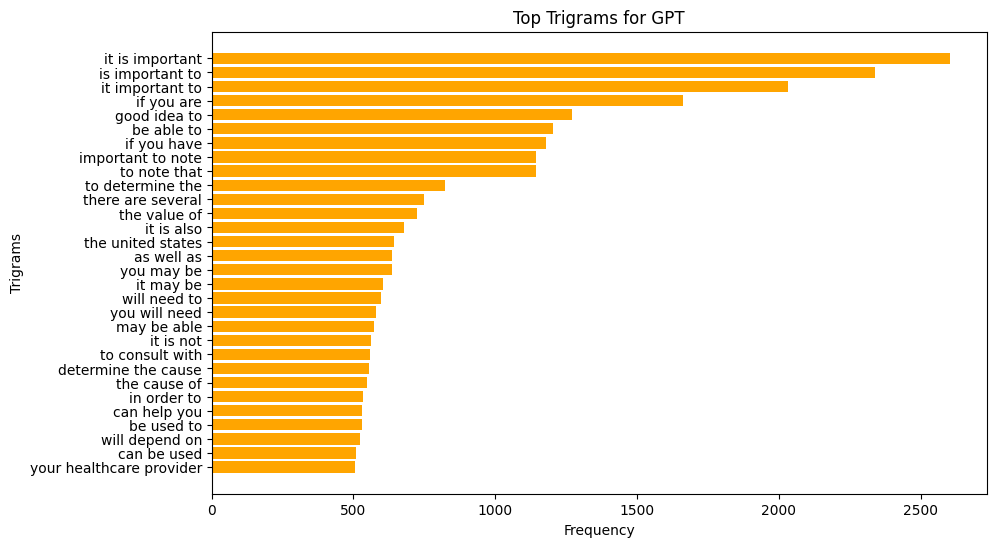 Top Trigrams for GPT
it is important
is important to
it important to
if you are
good idea to
be able to
if you have
important to note
to note that
to determine the
there are several
the value of
it is also
the united states
as well as
you may be
it may be
will need to
you will need
may be able
it is not
to consult with
determine the cause
the cause of
in order to
can help you
be used to
will depend on
can be used
your healthcare provider
Trigrams
0 500 1000 1500 2000 2500
Frequency